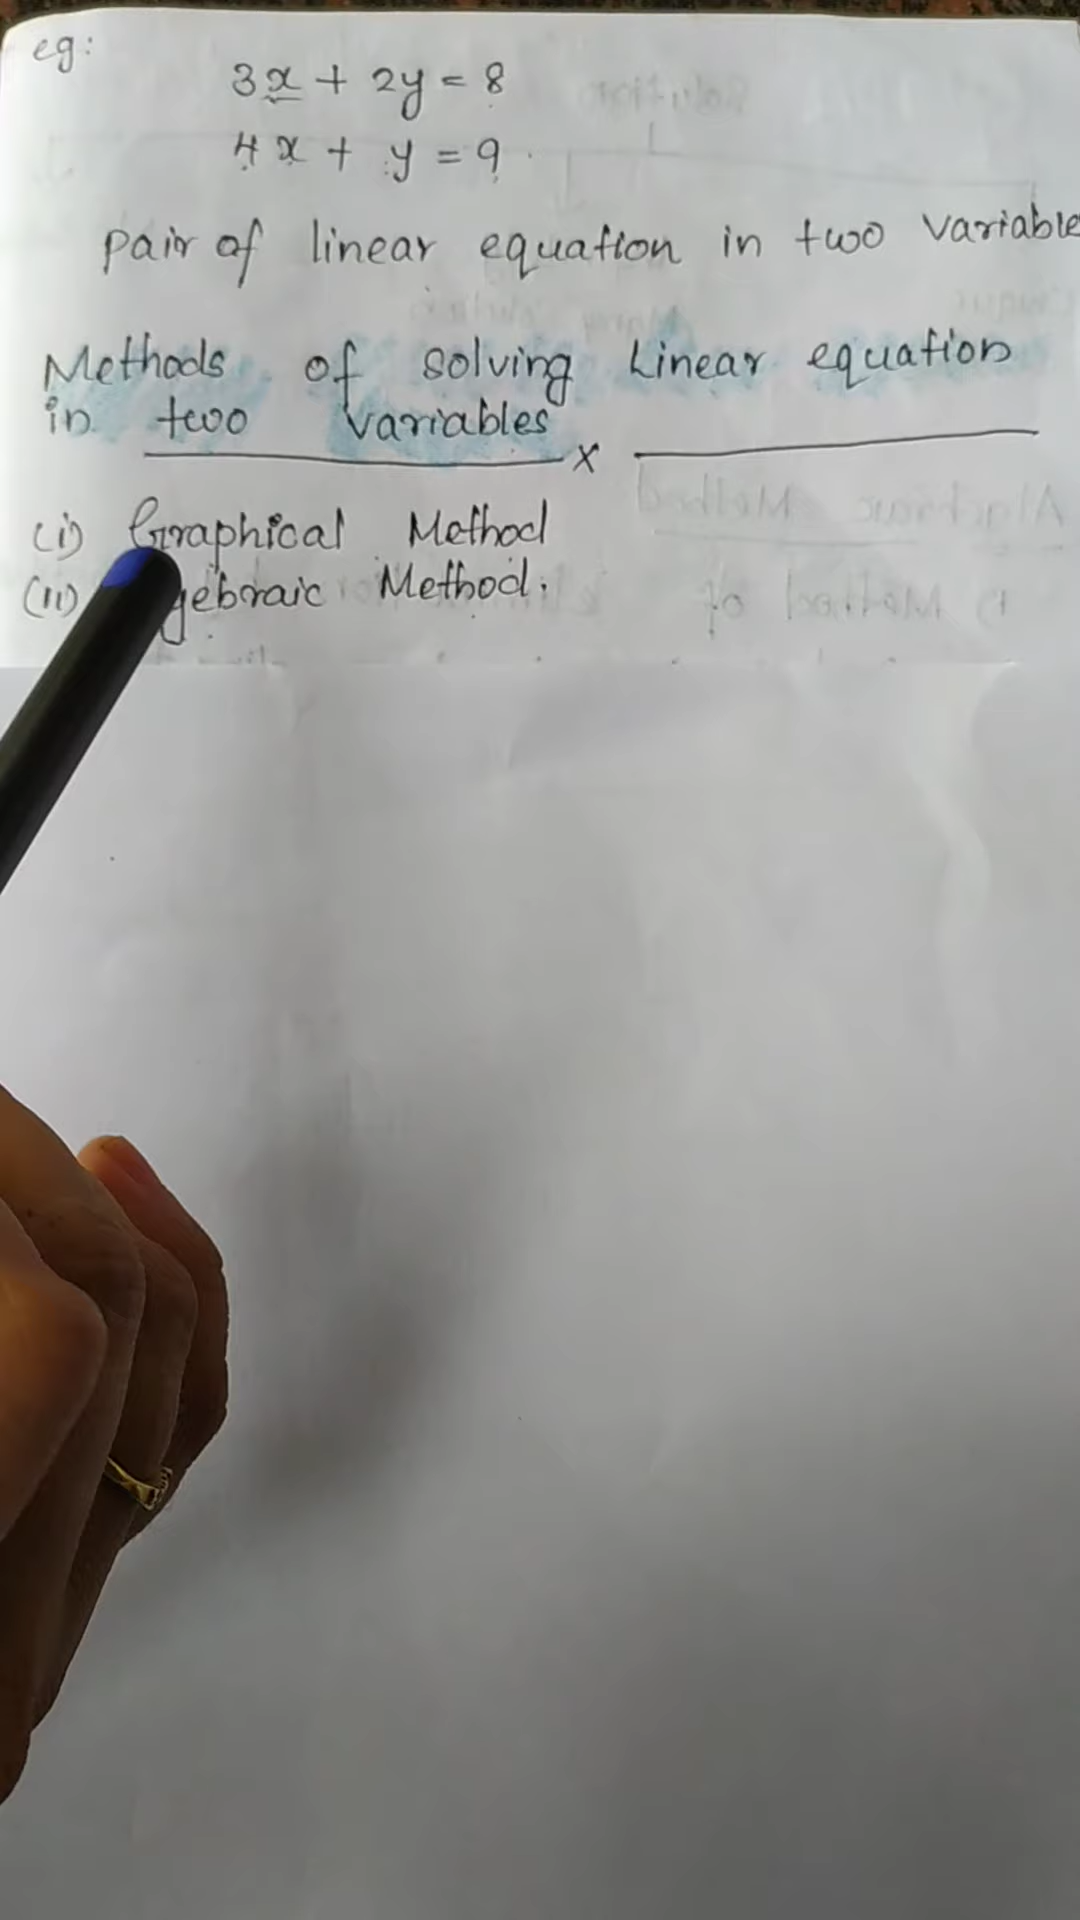 eg:
3x + 2y = 8
4x + y = 9
pair of linear equation in two variable
Methods of solving Linear equation
in two variables
x
(i) Graphical Method
(ii) gebraic Method.